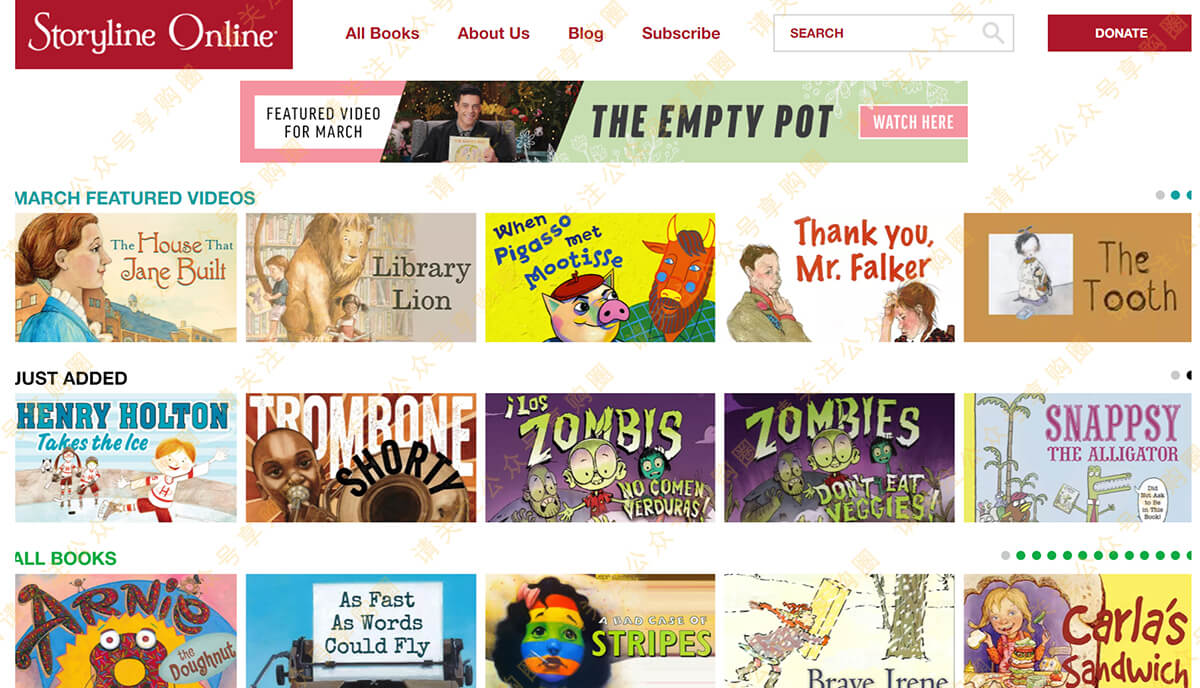 Storyline Online
All Books
About Us
Blog
Subscribe
SEARCH
DONATE
FEATURED VIDEO
FOR MARCH
THE EMPTY POT
WATCH HERE
MARCH FEATURED VIDEOS
The House That
Jane Built
Library
Lion
When
Pigasso met
Mootisse
Thank you,
Mr. Falker
The
Tooth
JUST ADDED
HENRY HOLTON
Takes the Ice
H
TROMBONE
SHORTY
¡LOS
ZOMBIS
NO COMEN
VERDURAS!
ZOMBIES
DON'T EAT
VEGGIES!
SNAPPSY
THE ALLIGATOR
Did
Not Ask
to Be
in This
Book!
ALL BOOKS
ARNIE
the
Doughnut
As Fast
As Words
Could Fly
A BAD CASE OF
STRIPES
Brave Irene
Carla's
Sandwich
请关注公众号享购圈